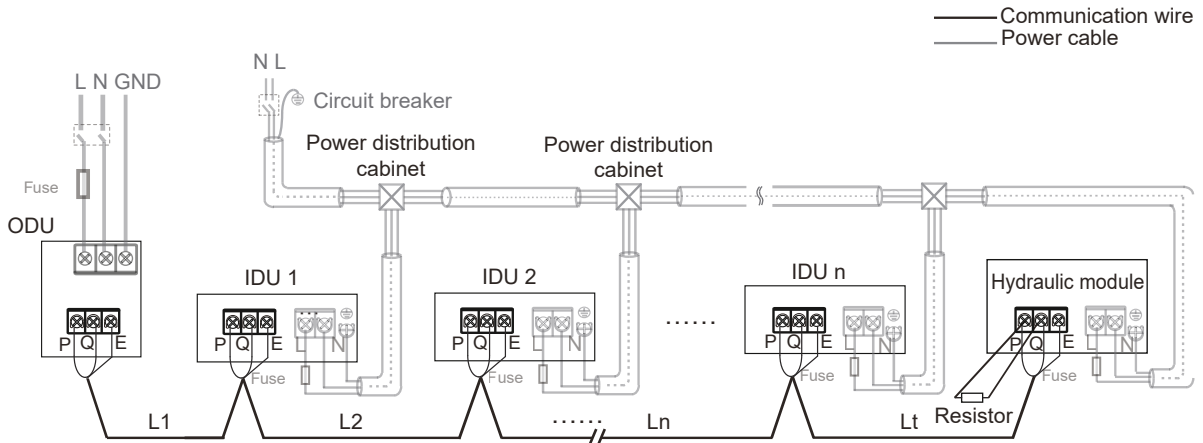 Communication wire
Power cable
L N GND
N L
Circuit breaker
Power distribution
cabinet
Power distribution
cabinet
Fuse
ODU
IDU 1
IDU 2
IDU n
Hydraulic module
P Q E
P Q E
L N
Fuse
P Q E
L N
Fuse
......
P Q E
L N
Fuse
P Q E
L N
Fuse
Resistor
L1
L2
......
Ln
Lt